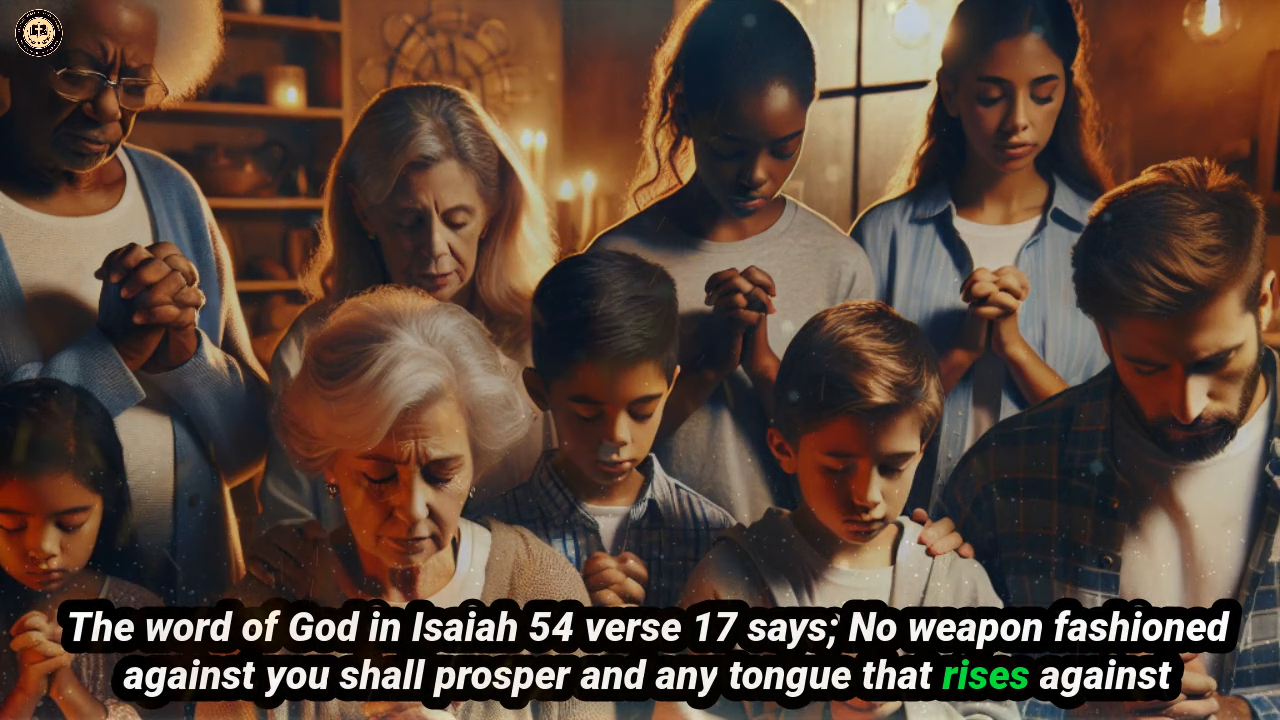 The word of God in Isaiah 54 verse 17 says; No weapon fashioned
against you shall prosper and any tongue that rises against